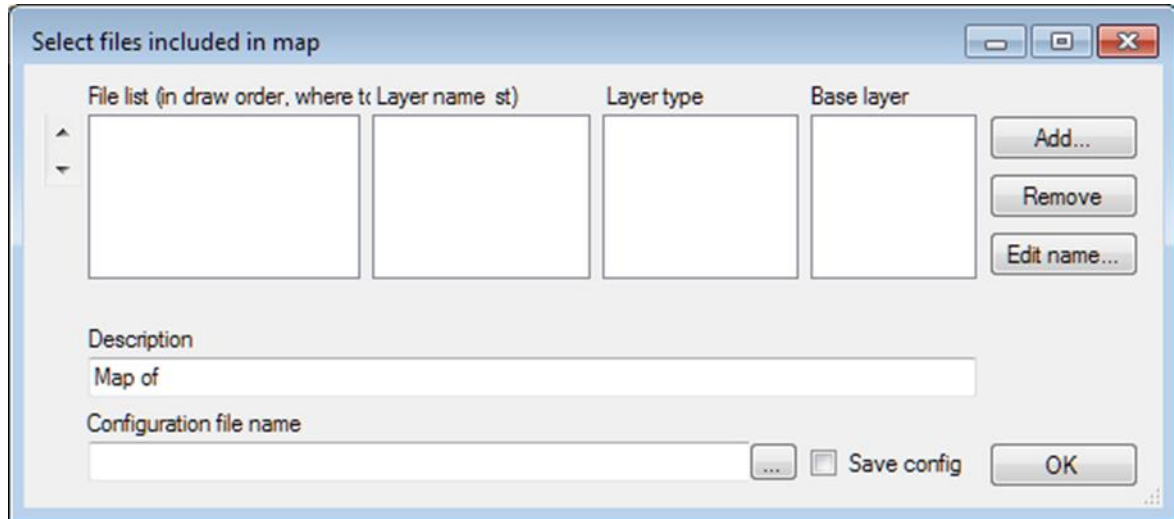 Select files included in map
File list (in draw order, where to Layer name st) Layer type Base layer
Add...
Remove
Edit name...
Description
Map of
Configuration file name
... Save config OK